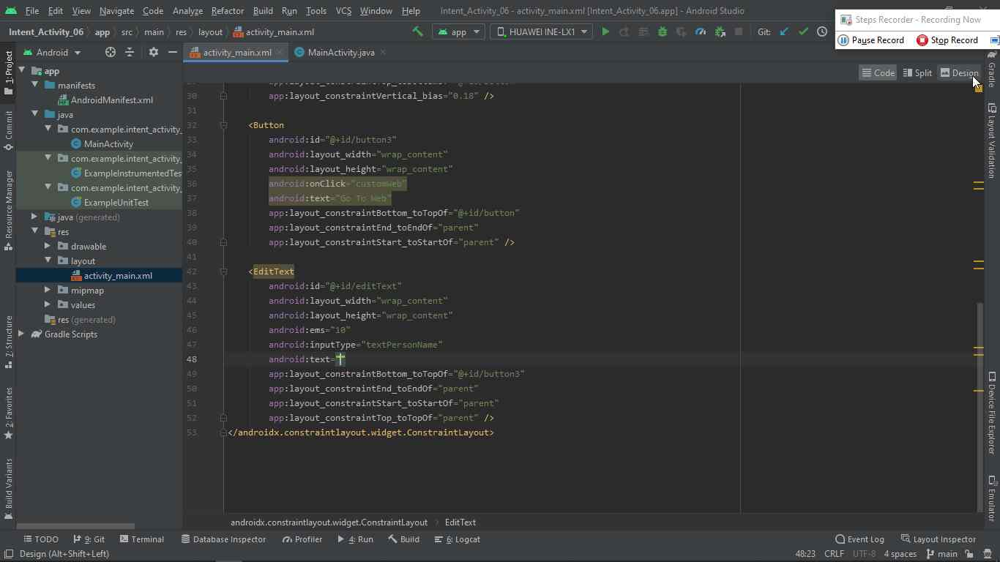 File Edit View Navigate Code Analyze Refactor Build Run Tools VCS Window Help Intent_Activity_06 - activity_main.xml [Intent_Activity_06.app] - Android Studio
Steps Recorder - Recording Now
Pause Record Stop Record
Intent_Activity_06 app src main res layout activity_main.xml app HUAWEI INE-LX1 Git:
Android activity_main.xml MainActivity.java
Code Split Design
1: Project
Commit
Resource Manager
7: Structure
2: Favorites
Build Variants
app
manifests
AndroidManifest.xml
java
com.example.intent_activity_
MainActivity
com.example.intent_activity_
ExampleInstrumentedTes
com.example.intent_activity_
ExampleUnitTest
java (generated)
res
drawable
layout
activity_main.xml
mipmap
values
res (generated)
Gradle Scripts
30 app:layout_constraintVertical_bias="0.18" />
31
32 <Button
33 android:id="@+id/button3"
34 android:layout_width="wrap_content"
35 android:layout_height="wrap_content"
36 android:onClick="customweb"
37 android:text="Go To Web"
38 app:layout_constraintBottom_toTopOf="@+id/button"
39 app:layout_constraintEnd_toEndOf="parent"
40 app:layout_constraintStart_toStartOf="parent" />
41
42 <EditText
43 android:id="@+id/editText"
44 android:layout_width="wrap_content"
45 android:layout_height="wrap_content"
46 android:ems="10"
47 android:inputType="textPersonName"
48 android:text=""
49 app:layout_constraintBottom_toTopOf="@+id/button3"
50 app:layout_constraintEnd_toEndOf="parent"
51 app:layout_constraintStart_toStartOf="parent"
52 app:layout_constraintTop_toTopOf="parent" />
53 </androidx.constraintlayout.widget.ConstraintLayout>
androidx.constraintlayout.widget.ConstraintLayout EditText
Gradle
Layout Validation
Device File Explorer
Emulator
TODO 9: Git Terminal Database Inspector Profiler 4: Run Build 6: Logcat Event Log Layout Inspector
Design (Alt+Shift+Left) 48:23 CRLF UTF-8 4 spaces main